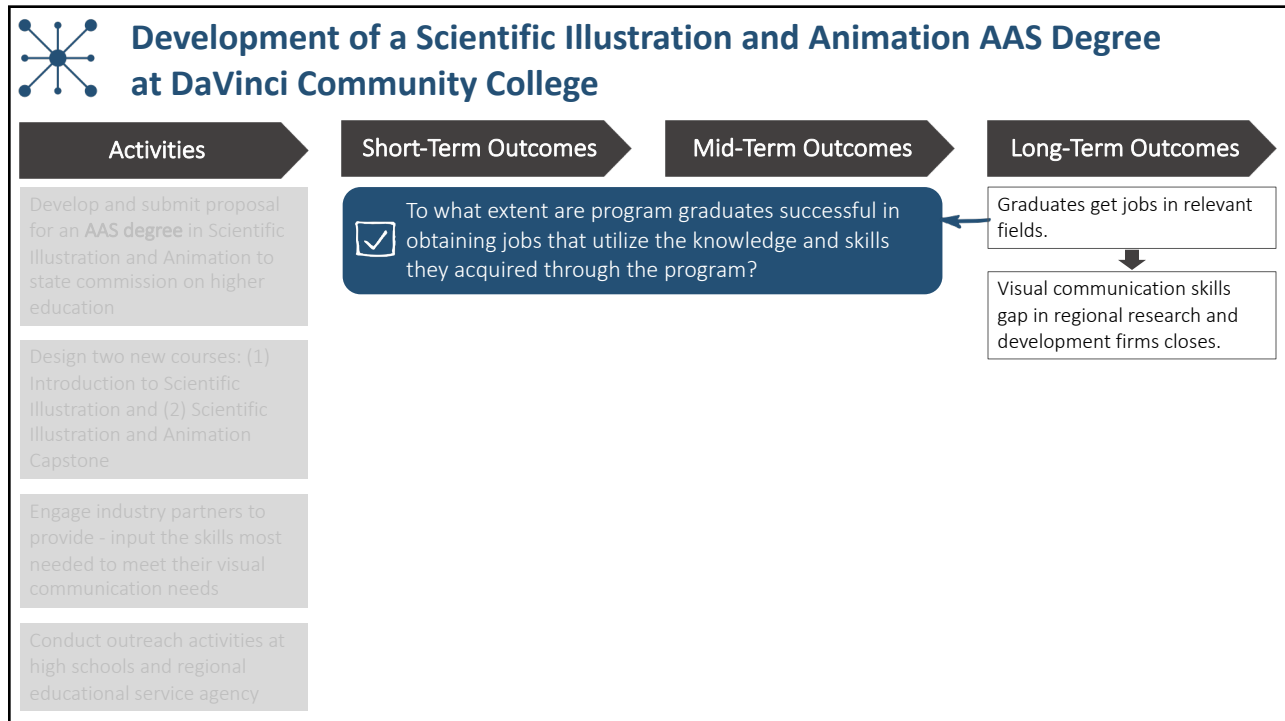 Development of a Scientific Illustration and Animation AAS Degree
at DaVinci Community College
Activities
Short-Term Outcomes
Mid-Term Outcomes
Long-Term Outcomes
Develop and submit proposal
for an AAS degree in Scientific
Illustration and Animation to
state commission on higher
education
Design two new courses: (1)
Introduction to Scientific
Illustration and (2) Scientific
Illustration and Animation
Capstone
Engage industry partners to
provide - input the skills most
needed to meet their visual
communication needs
Conduct outreach activities at
high schools and regional
educational service agency
To what extent are program graduates successful in
obtaining jobs that utilize the knowledge and skills
they acquired through the program?
Graduates get jobs in relevant
fields.
Visual communication skills
gap in regional research and
development firms closes.